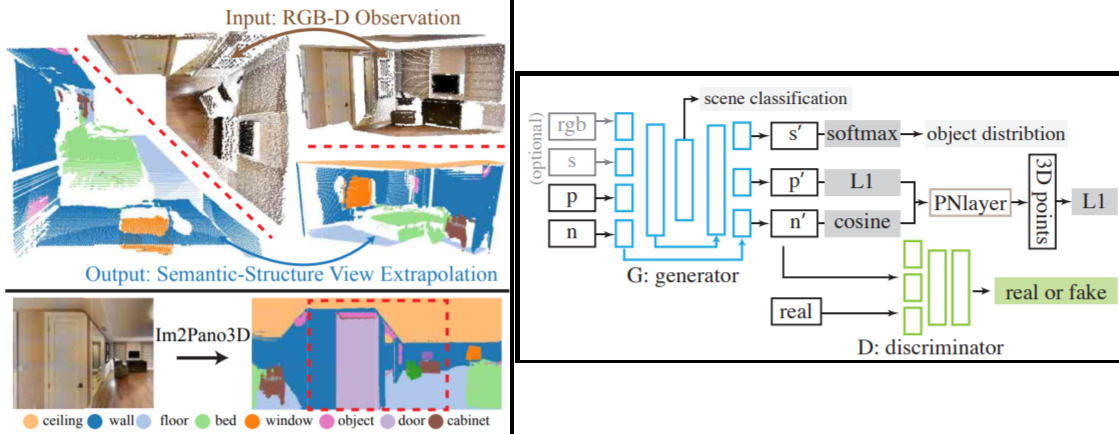 Input: RGB-D Observation
Output: Semantic-Structure View Extrapolation
Im2Pano3D
ceiling wall floor bed window object door cabinet
(optional)
rgb
s
p
n
scene classification
s′ softmax object distribtion
p′ L1
n′ cosine
PNlayer
3D points
L1
G: generator
real
real or fake
D: discriminator